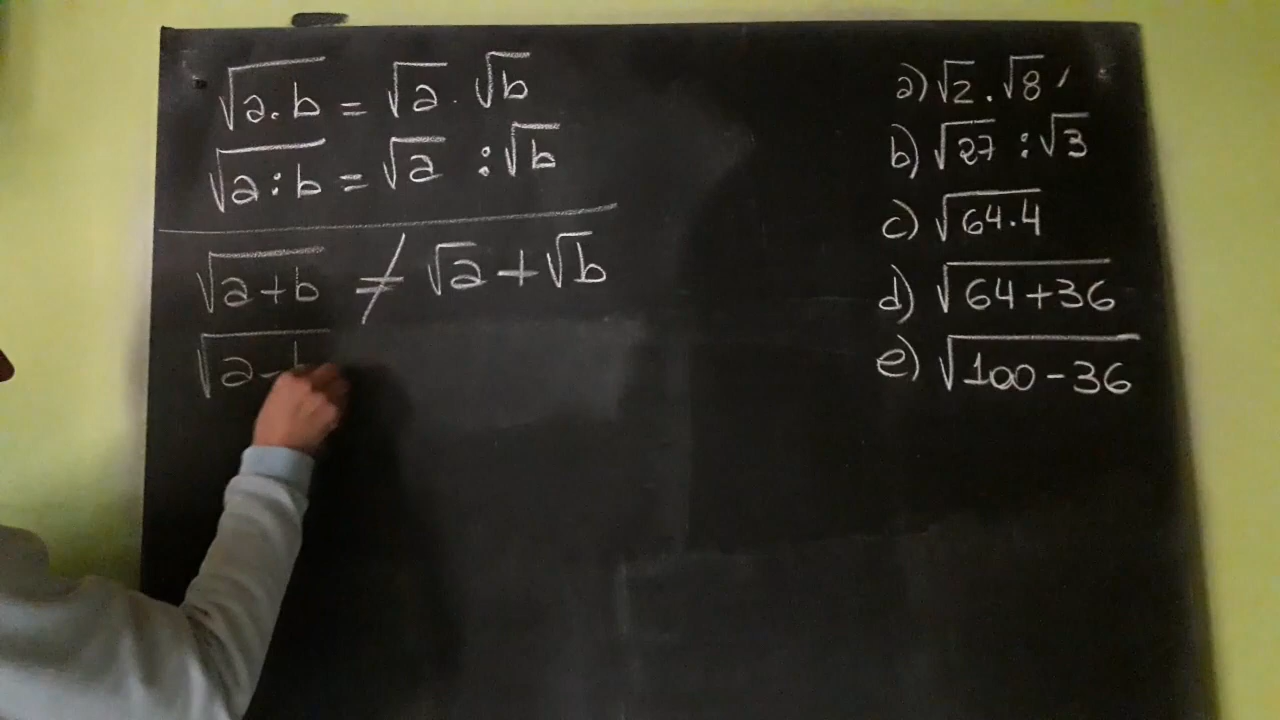 √a.b = √a . √b
√a:b = √a : √b
√a+b ≠ √a + √b
√a-b
a) √2 . √8
b) √27 : √3
c) √64.4
d) √64+36
e) √100-36